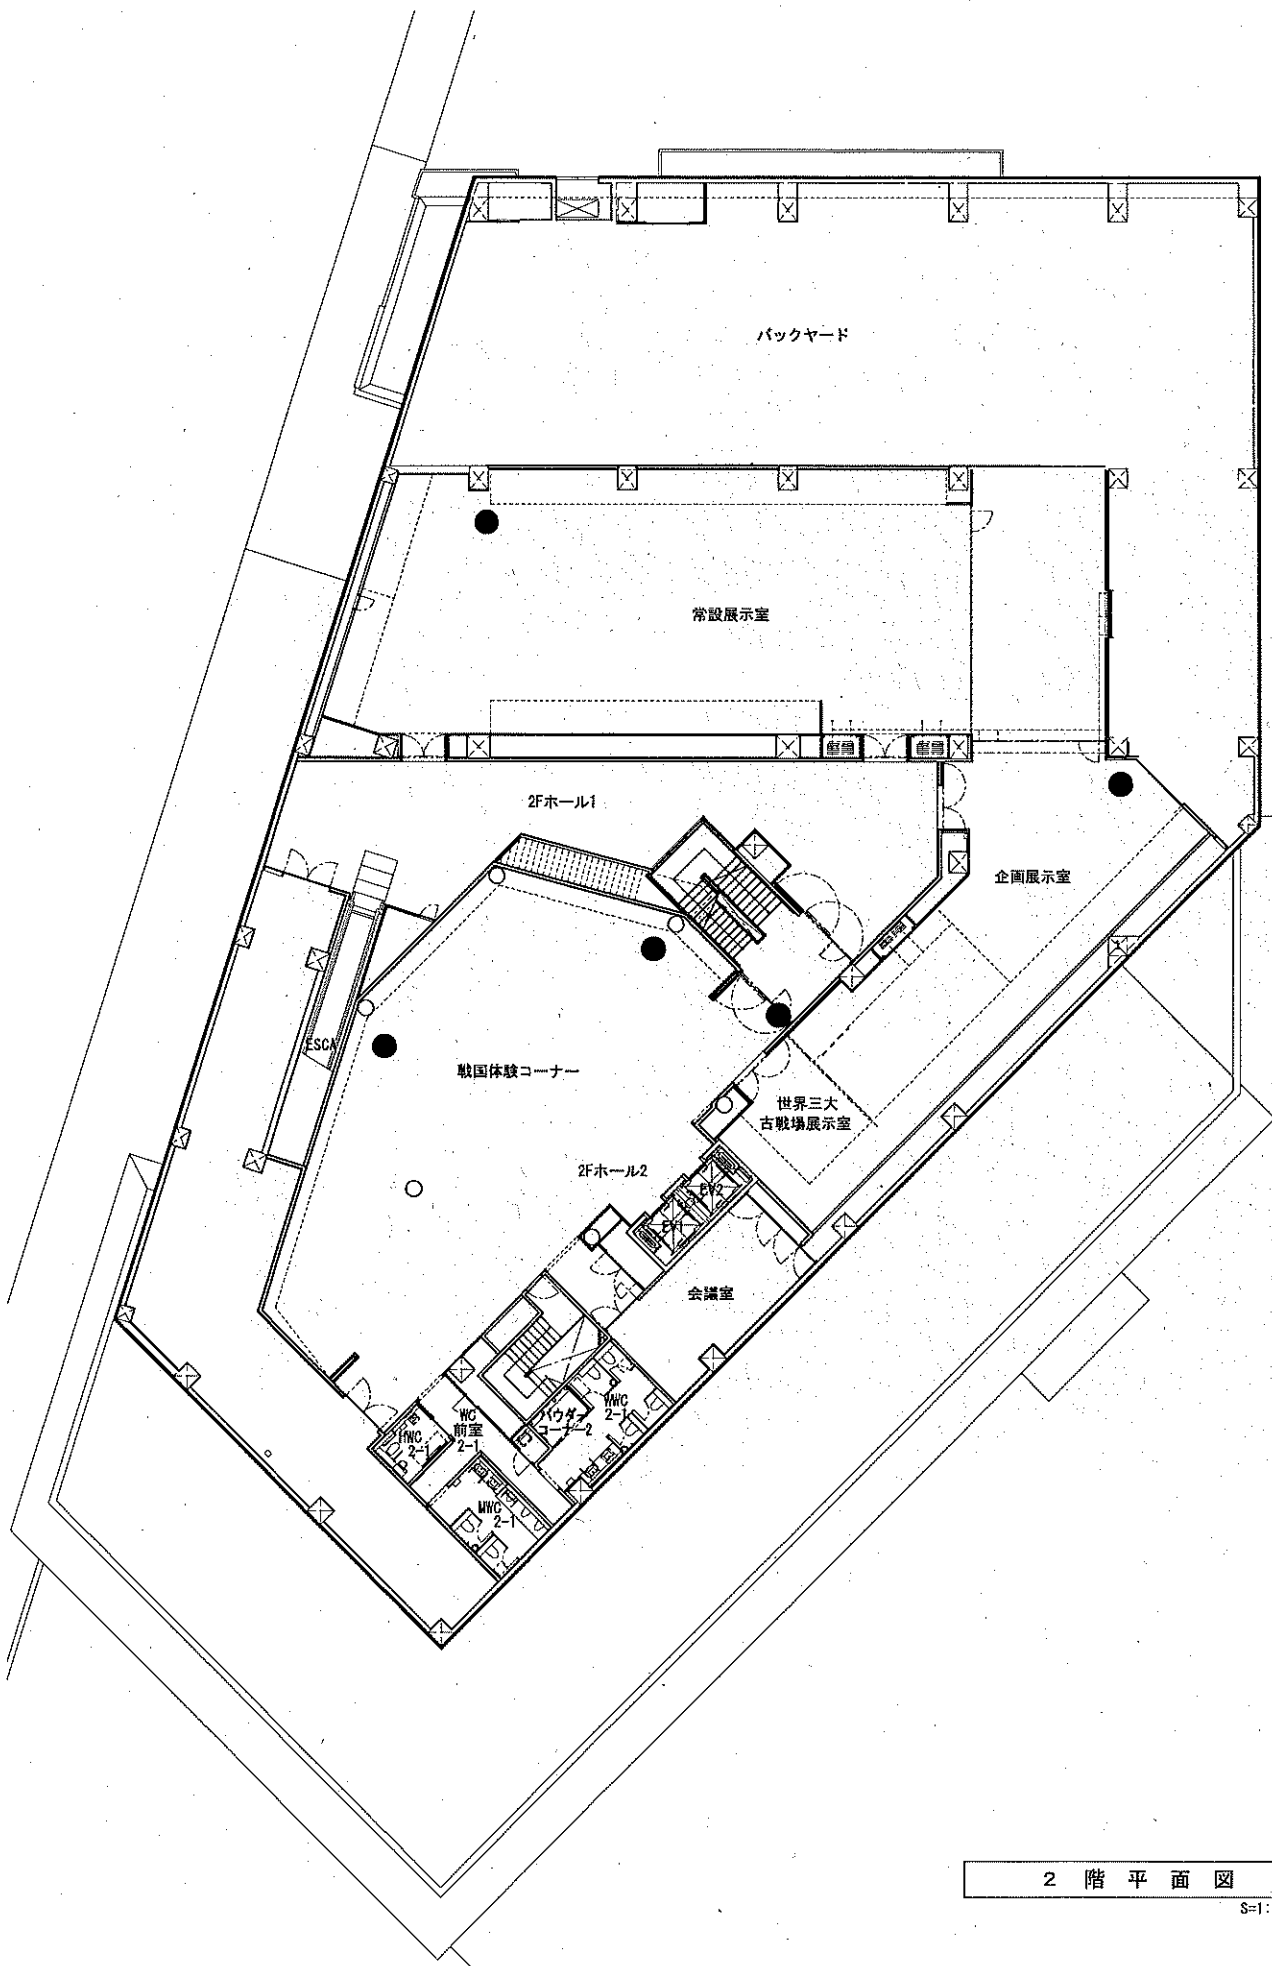 バックヤード
常設展示室
2Fホール1
企画展示室
ESCA
戦国体験コーナー
世界三大
古戦場展示室
2Fホール2
EV2
EV1
会議室
WWC
2-1
パウダー
コーナー2
WC
前室
2-1
HWC
2-1
MWC
2-1
2 階 平 面 図
S=1: